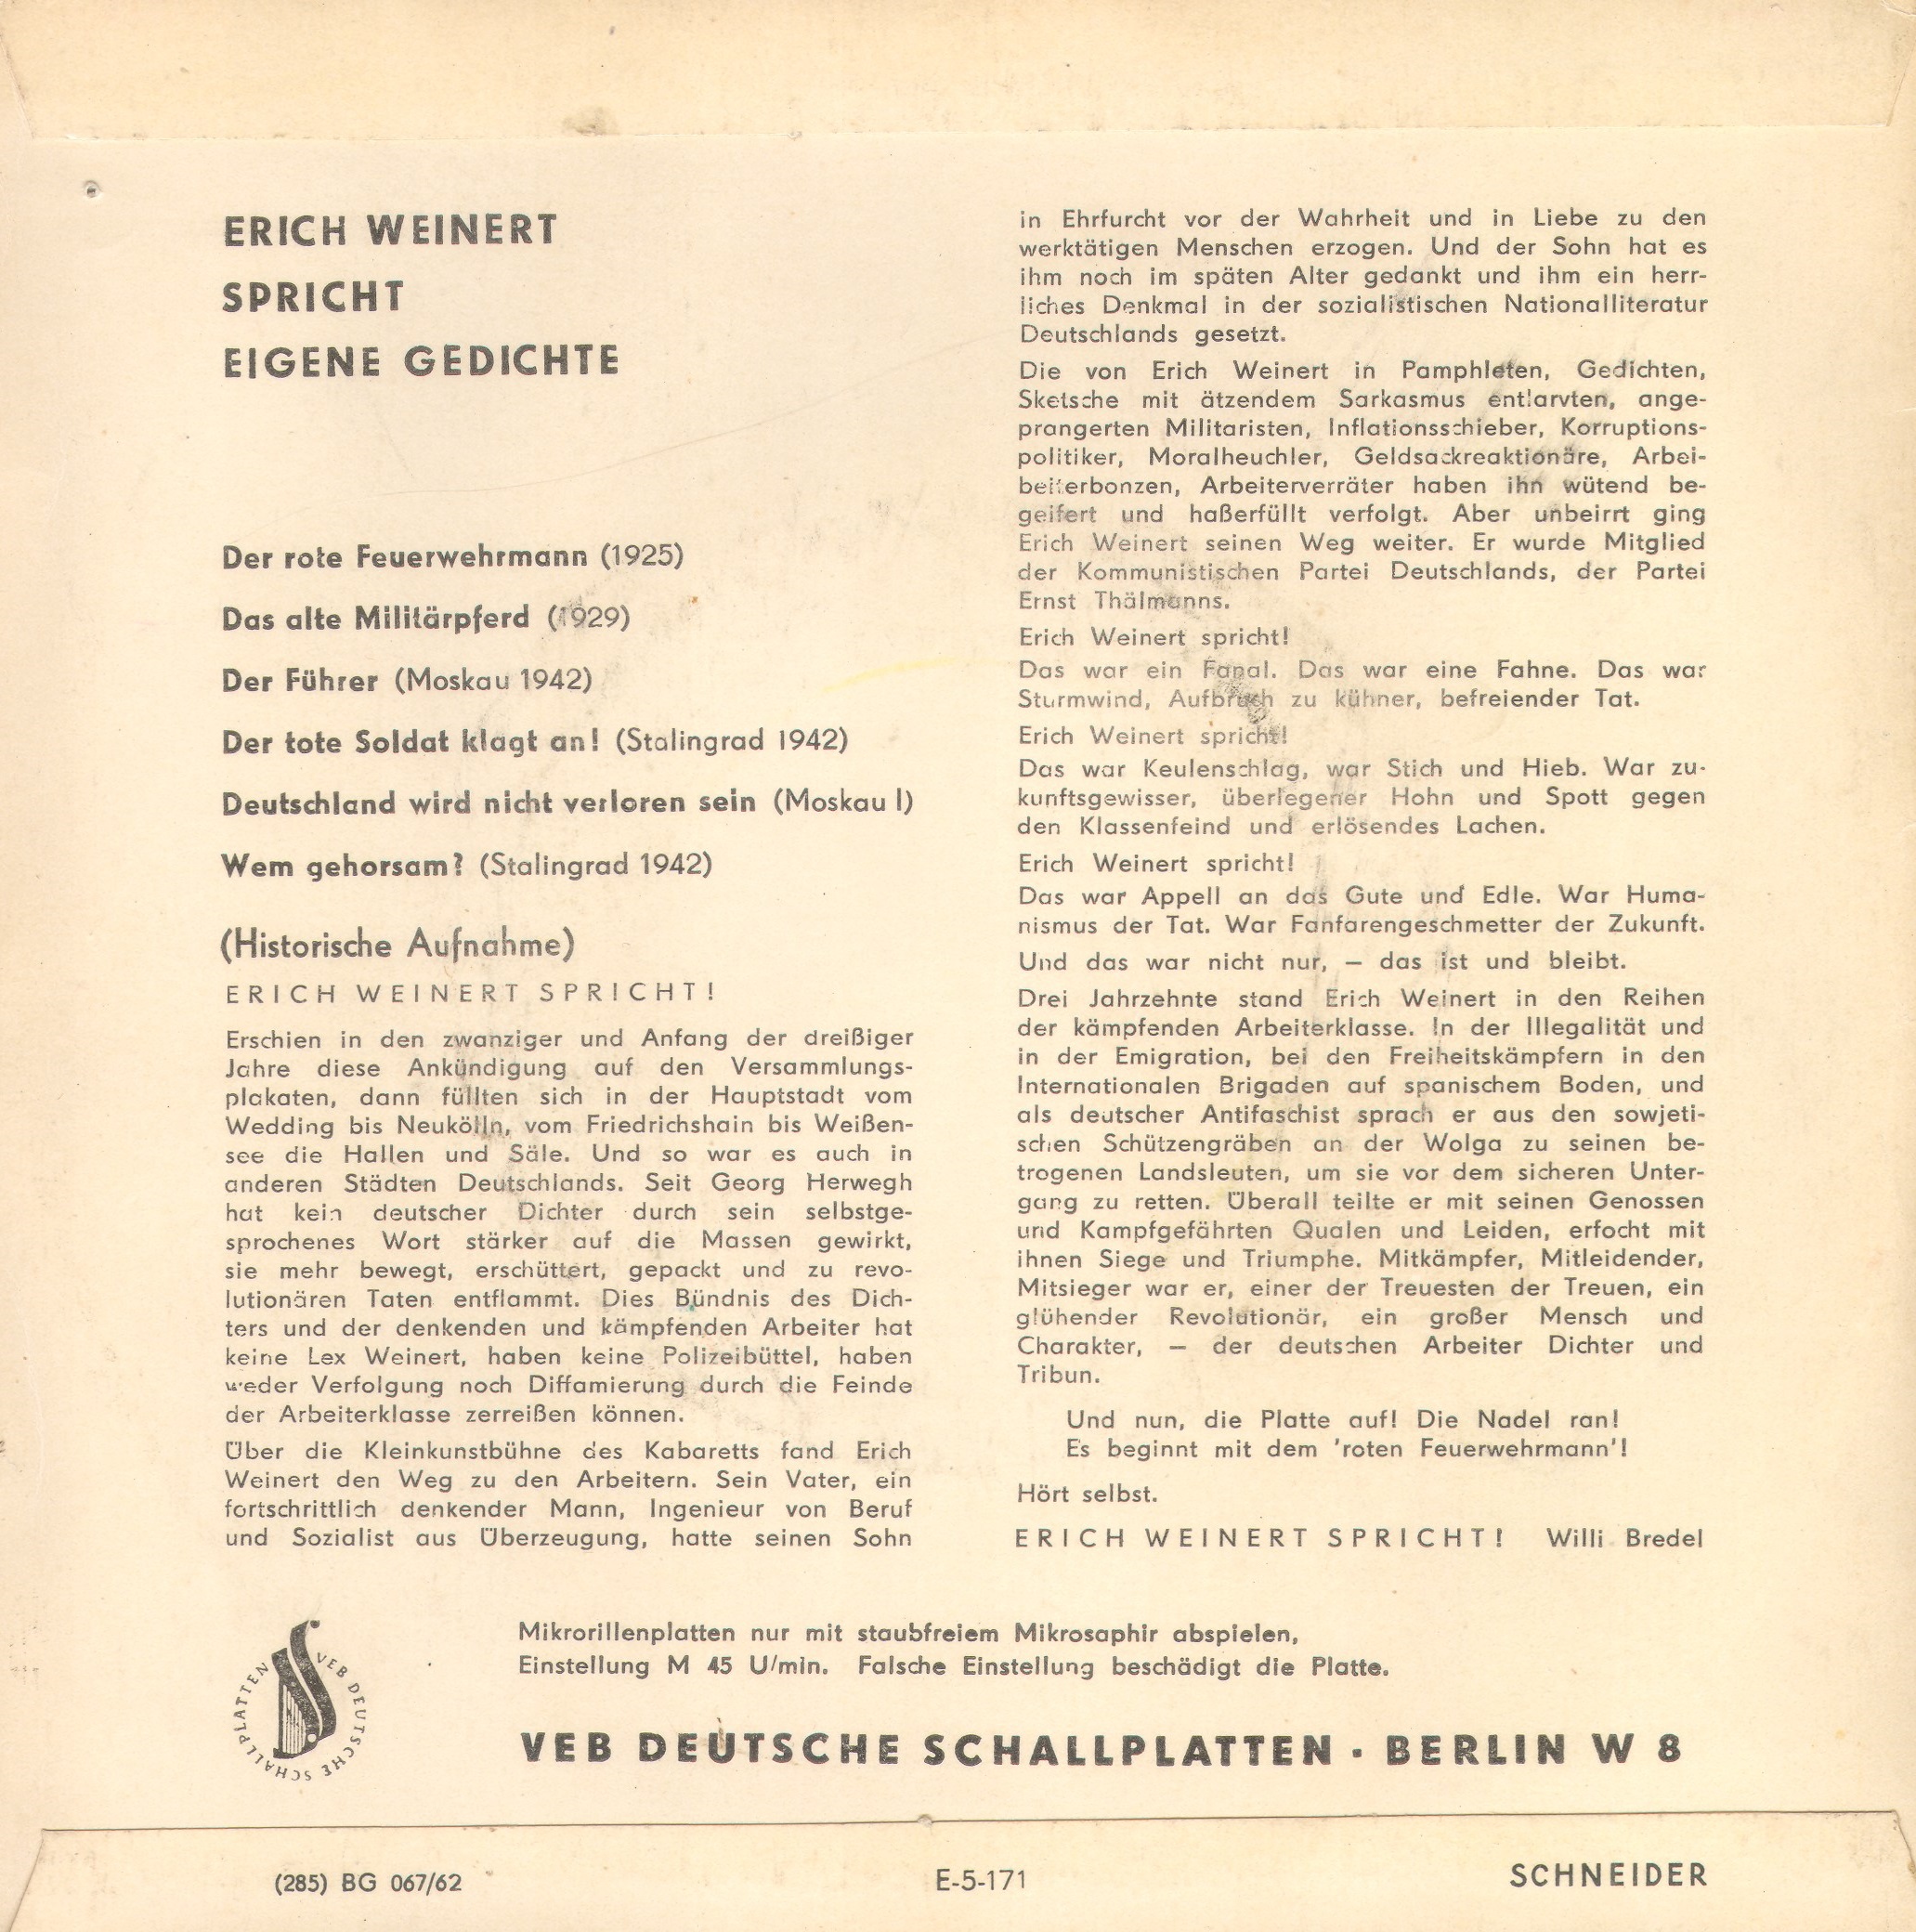 ERICH WEINERT
SPRICHT
EIGENE GEDICHTE
Der rote Feuerwehrmann (1925)
Das alte Militärpferd (1929)
Der Führer (Moskau 1942)
Der tote Soldat klagt an! (Stalingrad 1942)
Deutschland wird nicht verloren sein (Moskau I)
Wem gehorsam? (Stalingrad 1942)
(Historische Aufnahme)
ERICH WEINERT SPRICHT!
Erschien in den zwanziger und Anfang der dreißiger
Jahre diese Ankündigung auf den Versammlungs-
plakaten, dann füllten sich in der Hauptstadt vom
Wedding bis Neukölln, vom Friedrichshain bis Weißen-
see die Hallen und Säle. Und so war es auch in
anderen Städten Deutschlands. Seit Georg Herwegh
hat kein deutscher Dichter durch sein selbstge-
sprochenes Wort stärker auf die Massen gewirkt,
sie mehr bewegt, erschüttert, gepackt und zu revo-
lutionären Taten entflammt. Dies Bündnis des Dich-
ters und der denkenden und kämpfenden Arbeiter hat
keine Lex Weinert, haben keine Polizeibüttel, haben
weder Verfolgung noch Diffamierung durch die Feinde
der Arbeiterklasse zerreißen können.
Über die Kleinkunstbühne des Kabaretts fand Erich
Weinert den Weg zu den Arbeitern. Sein Vater, ein
fortschrittlich denkender Mann, Ingenieur von Beruf
und Sozialist aus Überzeugung, hatte seinen Sohn
in Ehrfurcht vor der Wahrheit und in Liebe zu den
werktätigen Menschen erzogen. Und der Sohn hat es
ihm noch im späten Alter gedankt und ihm ein herr-
liches Denkmal in der sozialistischen Nationalliteratur
Deutschlands gesetzt.
Die von Erich Weinert in Pamphleten, Gedichten,
Sketsche mit ätzendem Sarkasmus entlarvten, ange-
prangerten Militaristen, Inflationsschieber, Korruptions-
politiker, Moralheuchler, Geldsackreaktionäre, Arbei-
beiterbonzen, Arbeiterverräter haben ihn wütend be-
geifert und haßerfüllt verfolgt. Aber unbeirrt ging
Erich Weinert seinen Weg weiter. Er wurde Mitglied
der Kommunistischen Partei Deutschlands, der Partei
Ernst Thälmanns.
Erich Weinert spricht!
Das war ein Fanal. Das war eine Fahne. Das war
Sturmwind, Aufbruch zu kühner, befreiender Tat.
Erich Weinert spricht!
Das war Keulenschlag, war Stich und Hieb. War zu-
kunftsgewisser, überlegener Hohn und Spott gegen
den Klassenfeind und erlösendes Lachen.
Erich Weinert spricht!
Das war Appell an das Gute und Edle. War Huma-
nismus der Tat. War Fanfarengeschmetter der Zukunft.
Und das war nicht nur, — das ist und bleibt.
Drei Jahrzehnte stand Erich Weinert in den Reihen
der kämpfenden Arbeiterklasse. In der Illegalität und
in der Emigration, bei den Freiheitskämpfern in den
Internationalen Brigaden auf spanischem Boden, und
als deutscher Antifaschist sprach er aus den sowjeti-
schen Schützengräben an der Wolga zu seinen be-
trogenen Landsleuten, um sie vor dem sicheren Unter-
gang zu retten. Überall teilte er mit seinen Genossen
und Kampfgefährten Qualen und Leiden, erfocht mit
ihnen Siege und Triumphe. Mitkämpfer, Mitleidender,
Mitsieger war er, einer der Treuesten der Treuen, ein
glühender Revolutionär, ein großer Mensch und
Charakter, — der deutschen Arbeiter Dichter und
Tribun.
Und nun, die Platte auf! Die Nadel ran!
Es beginnt mit dem 'roten Feuerwehrmann'!
Hört selbst.
ERICH WEINERT SPRICHT! Willi Bredel
VEB DEUTSCHE SCHALLPLATTEN
Mikrorillenplatten nur mit staubfreiem Mikrosaphir abspielen,
Einstellung M 45 U/min. Falsche Einstellung beschädigt die Platte.
VEB DEUTSCHE SCHALLPLATTEN · BERLIN W 8
(285) BG 067/62
E-5-171
SCHNEIDER